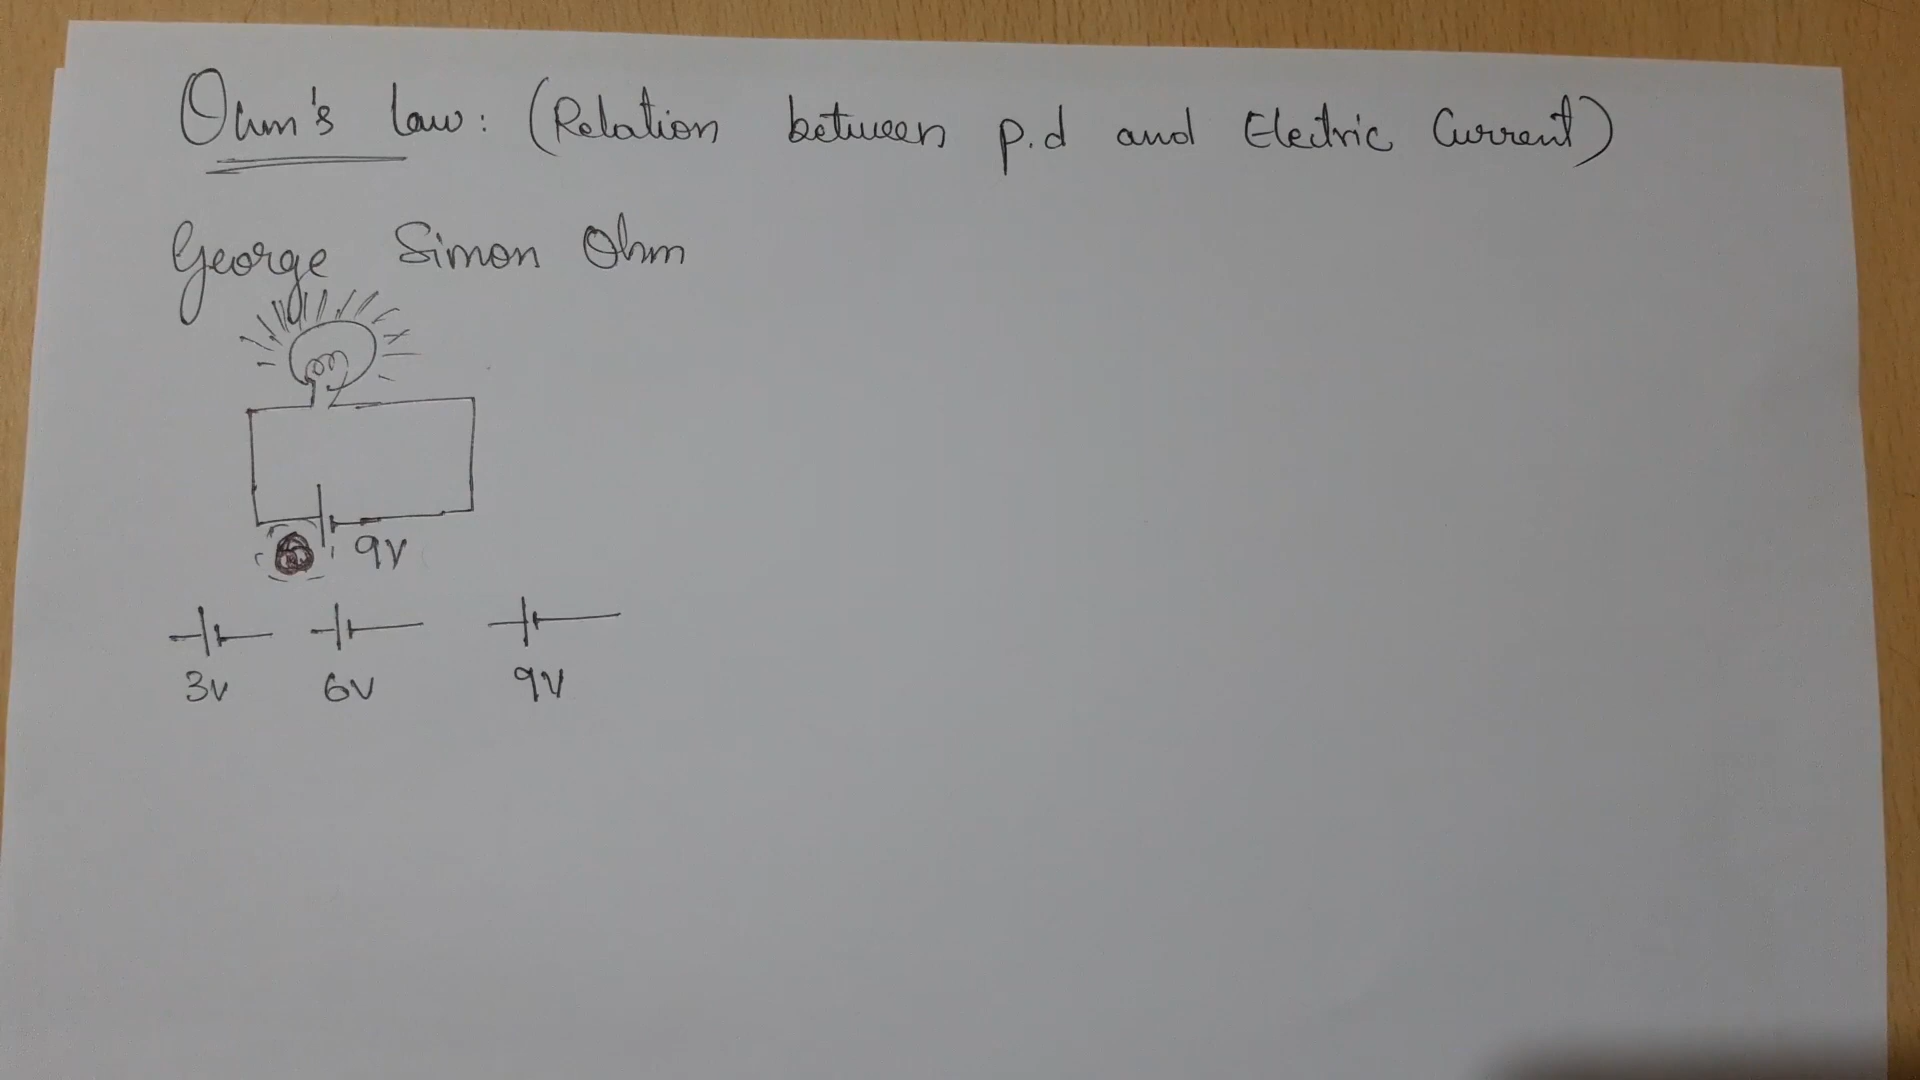 Ohm's law: (Relation between p.d and Electric Current)
George Simon Ohm
9V
3v 6v 9v